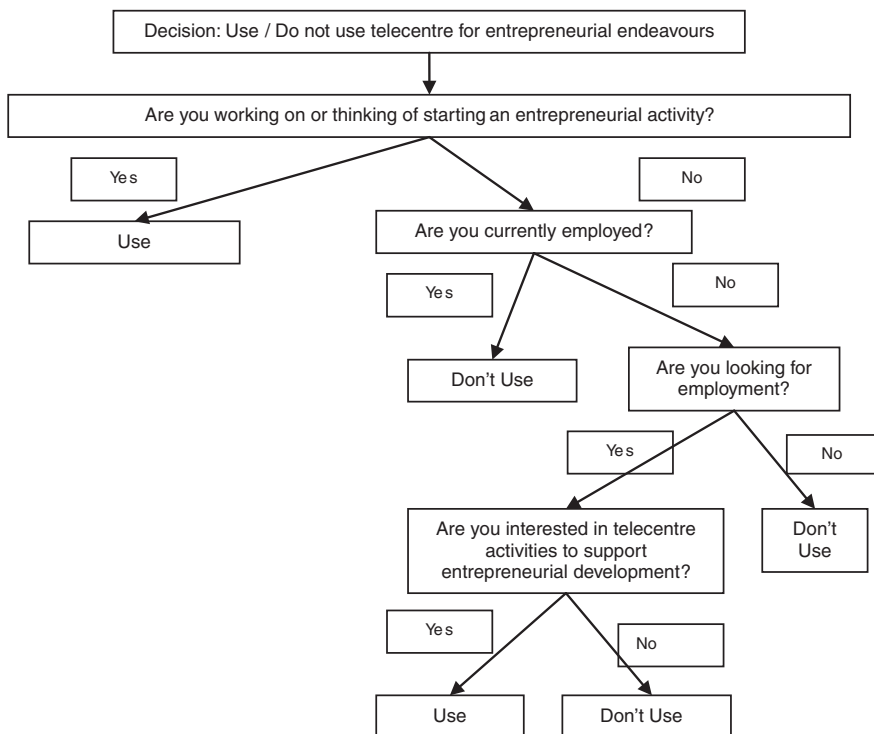 Decision: Use / Do not use telecentre for entrepreneurial endeavours
Are you working on or thinking of starting an entrepreneurial activity?
Yes
No
Use
Are you currently employed?
Yes
No
Don't Use
Are you looking for
employment?
Yes
No
Are you interested in telecentre
activities to support
entrepreneurial development?
Don't
Use
Yes
No
Use
Don't Use